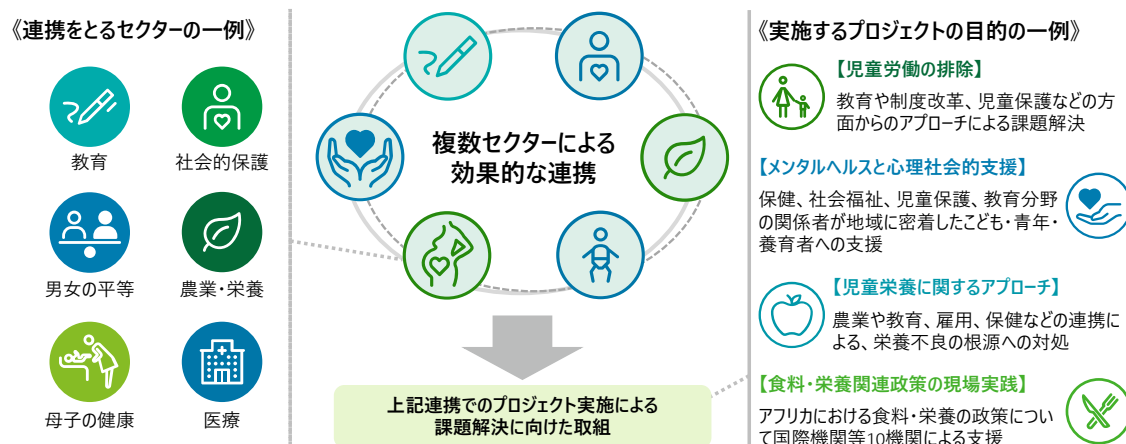 《連携をとるセクターの一例》
教育
社会的保護
男女の平等
農業・栄養
母子の健康
医療
複数セクターによる
効果的な連携
上記連携でのプロジェクト実施による
課題解決に向けた取組
《実施するプロジェクトの目的の一例》
【児童労働の排除】
教育や制度改革、児童保護などの方
面からのアプローチによる課題解決
【メンタルヘルスと心理社会的支援】
保健、社会福祉、児童保護、教育分野
の関係者が地域に密着したこども・青年・
養育者への支援
【児童栄養に関するアプローチ】
農業や教育、雇用、保健などの連携に
よる、栄養不良の根源への対処
【食料・栄養関連政策の現場実践】
アフリカにおける食料・栄養の政策につい
て国際機関等10機関による支援